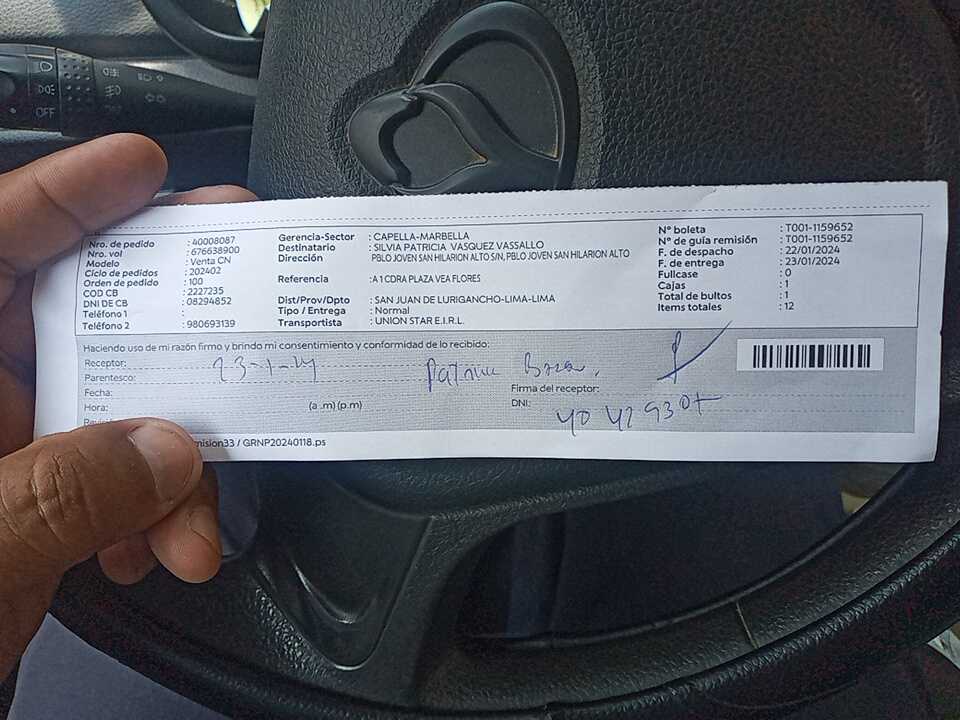 OFF
Nro. de pedido : 40008087
Nro. vol : 676638900
Modelo : Venta CN
Ciclo de pedidos : 202402
Orden de pedido : 100
COD CB : 2227235
DNI DE CB : 08294852
Teléfono 1 :
Teléfono 2 : 980693139
Gerencia-Sector : CAPELLA-MARBELLA
Destinatario : SILVIA PATRICIA VASQUEZ VASSALLO
Dirección PBLO JOVEN SAN HILARION ALTO S/N, PBLO JOVEN SAN HILARION ALTO
Referencia : A 1 CDRA PLAZA VEA FLORES
Dist/Prov/Dpto : SAN JUAN DE LURIGANCHO-LIMA-LIMA
Tipo / Entrega : Normal
Transportista : UNION STAR E.I.R.L.
N° boleta : T001-1159652
N° de guía remisión : T001-1159652
F. de despacho : 22/01/2024
F. de entrega : 23/01/2024
Fullcase : 0
Cajas : 1
Total de bultos : 1
Items totales : 12
Haciendo uso de mi razón firmo y brindo mi consentimiento y conformidad de lo recibido:
Receptor:
Parentesco:
Fecha:
Hora: (a .m) (p.m)
23-1-24
Firma del receptor:
DNI:
mision33 / GRNP20240118.ps